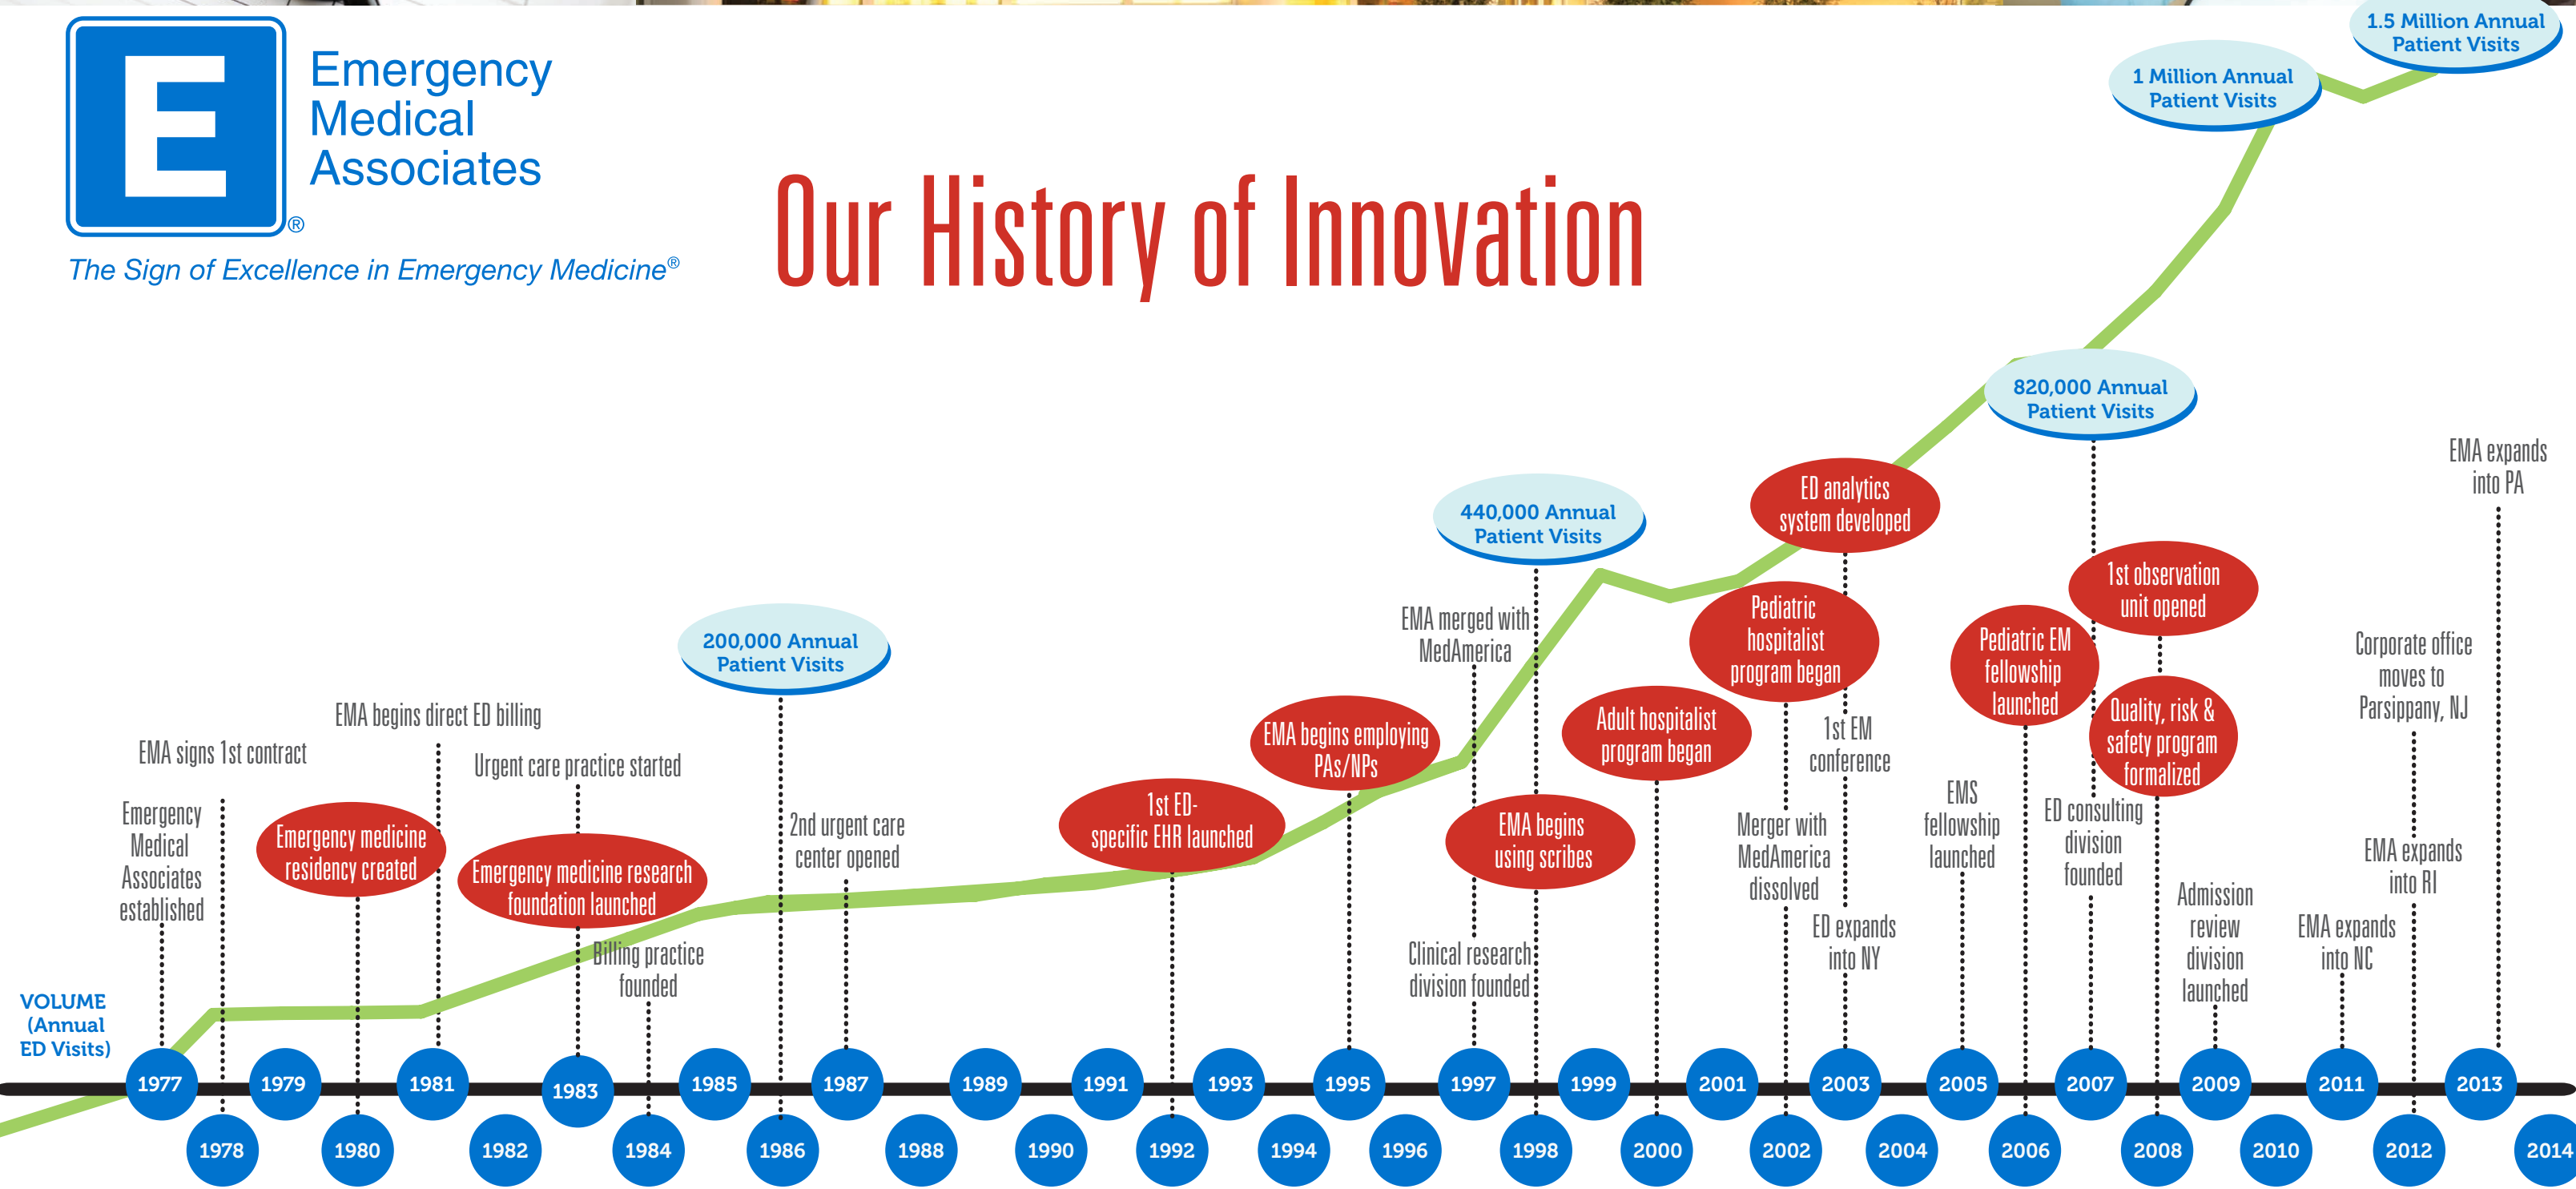 E
Emergency
Medical
Associates
®
The Sign of Excellence in Emergency Medicine®
Our History of Innovation
1.5 Million Annual
Patient Visits
1 Million Annual
Patient Visits
820,000 Annual
Patient Visits
440,000 Annual
Patient Visits
200,000 Annual
Patient Visits
VOLUME
(Annual
ED Visits)
Emergency
Medical
Associates
established
EMA signs 1st contract
Emergency medicine
residency created
EMA begins direct ED billing
Urgent care practice started
Emergency medicine research
foundation launched
Billing practice
founded
2nd urgent care
center opened
1st ED-
specific EHR launched
EMA begins employing
PAs/NPs
EMA merged with
MedAmerica
Clinical research
division founded
EMA begins
using scribes
Adult hospitalist
program began
Pediatric
hospitalist
program began
Merger with
MedAmerica
dissolved
ED analytics
system developed
1st EM
conference
ED expands
into NY
EMS
fellowship
launched
Pediatric EM
fellowship
launched
ED consulting
division
founded
1st observation
unit opened
Quality, risk &
safety program
formalized
Admission
review
division
launched
EMA expands
into NC
Corporate office
moves to
Parsippany, NJ
EMA expands
into RI
EMA expands
into PA
1977
1978
1979
1980
1981
1982
1983
1984
1985
1986
1987
1988
1989
1990
1991
1992
1993
1994
1995
1996
1997
1998
1999
2000
2001
2002
2003
2004
2005
2006
2007
2008
2009
2010
2011
2012
2013
2014